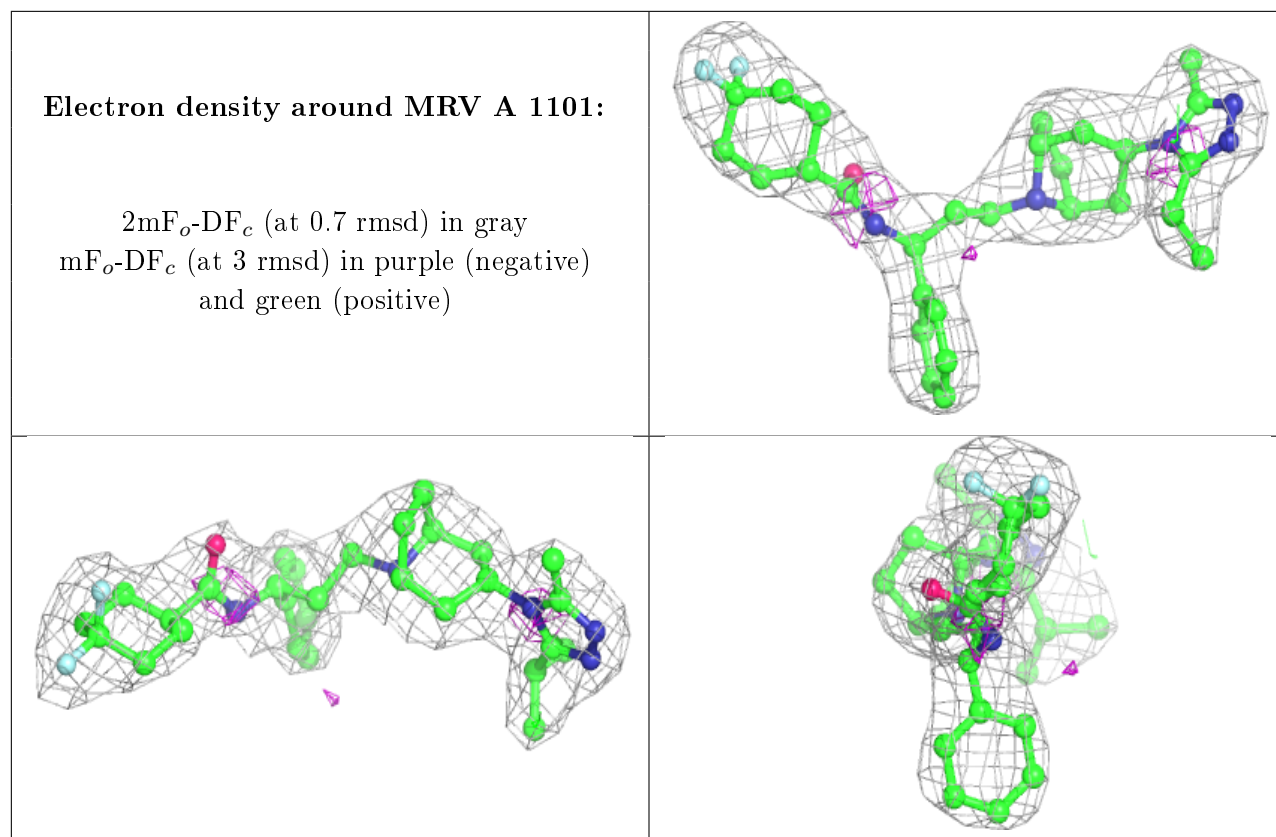 Electron density around MRV A 1101:
2mFₒ-DF𝒸 (at 0.7 rmsd) in gray
mFₒ-DF𝒸 (at 3 rmsd) in purple (negative)
and green (positive)